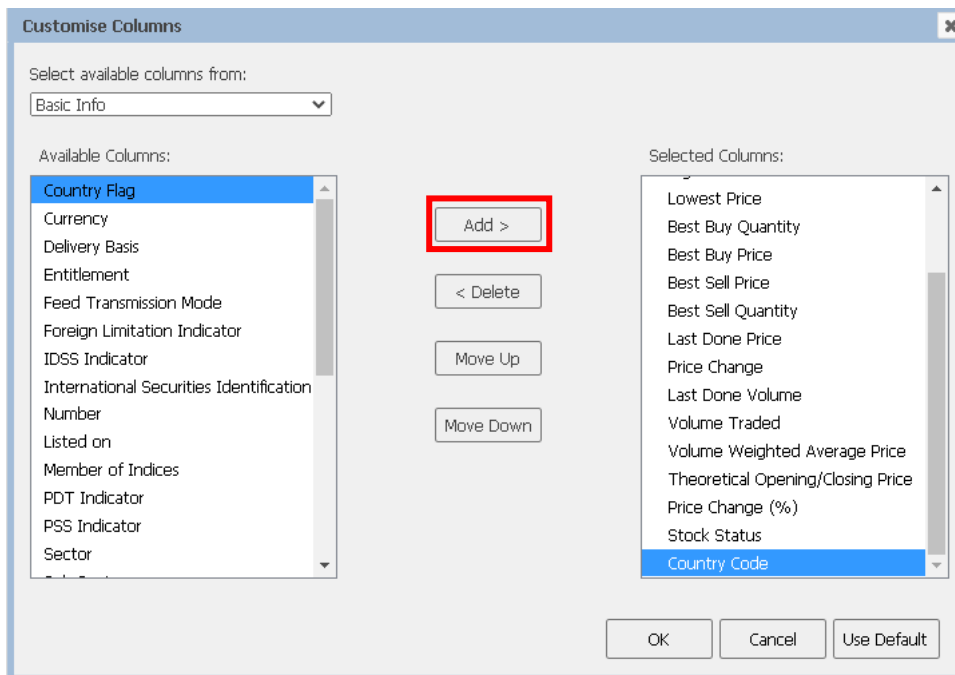 Customise Columns
Select available columns from:
Basic Info
Available Columns:
Country Flag
Currency
Delivery Basis
Entitlement
Feed Transmission Mode
Foreign Limitation Indicator
IDSS Indicator
International Securities Identification
Number
Listed on
Member of Indices
PDT Indicator
PSS Indicator
Sector
Add >
< Delete
Move Up
Move Down
Selected Columns:
Lowest Price
Best Buy Quantity
Best Buy Price
Best Sell Price
Best Sell Quantity
Last Done Price
Price Change
Last Done Volume
Volume Traded
Volume Weighted Average Price
Theoretical Opening/Closing Price
Price Change (%)
Stock Status
Country Code
OK
Cancel
Use Default